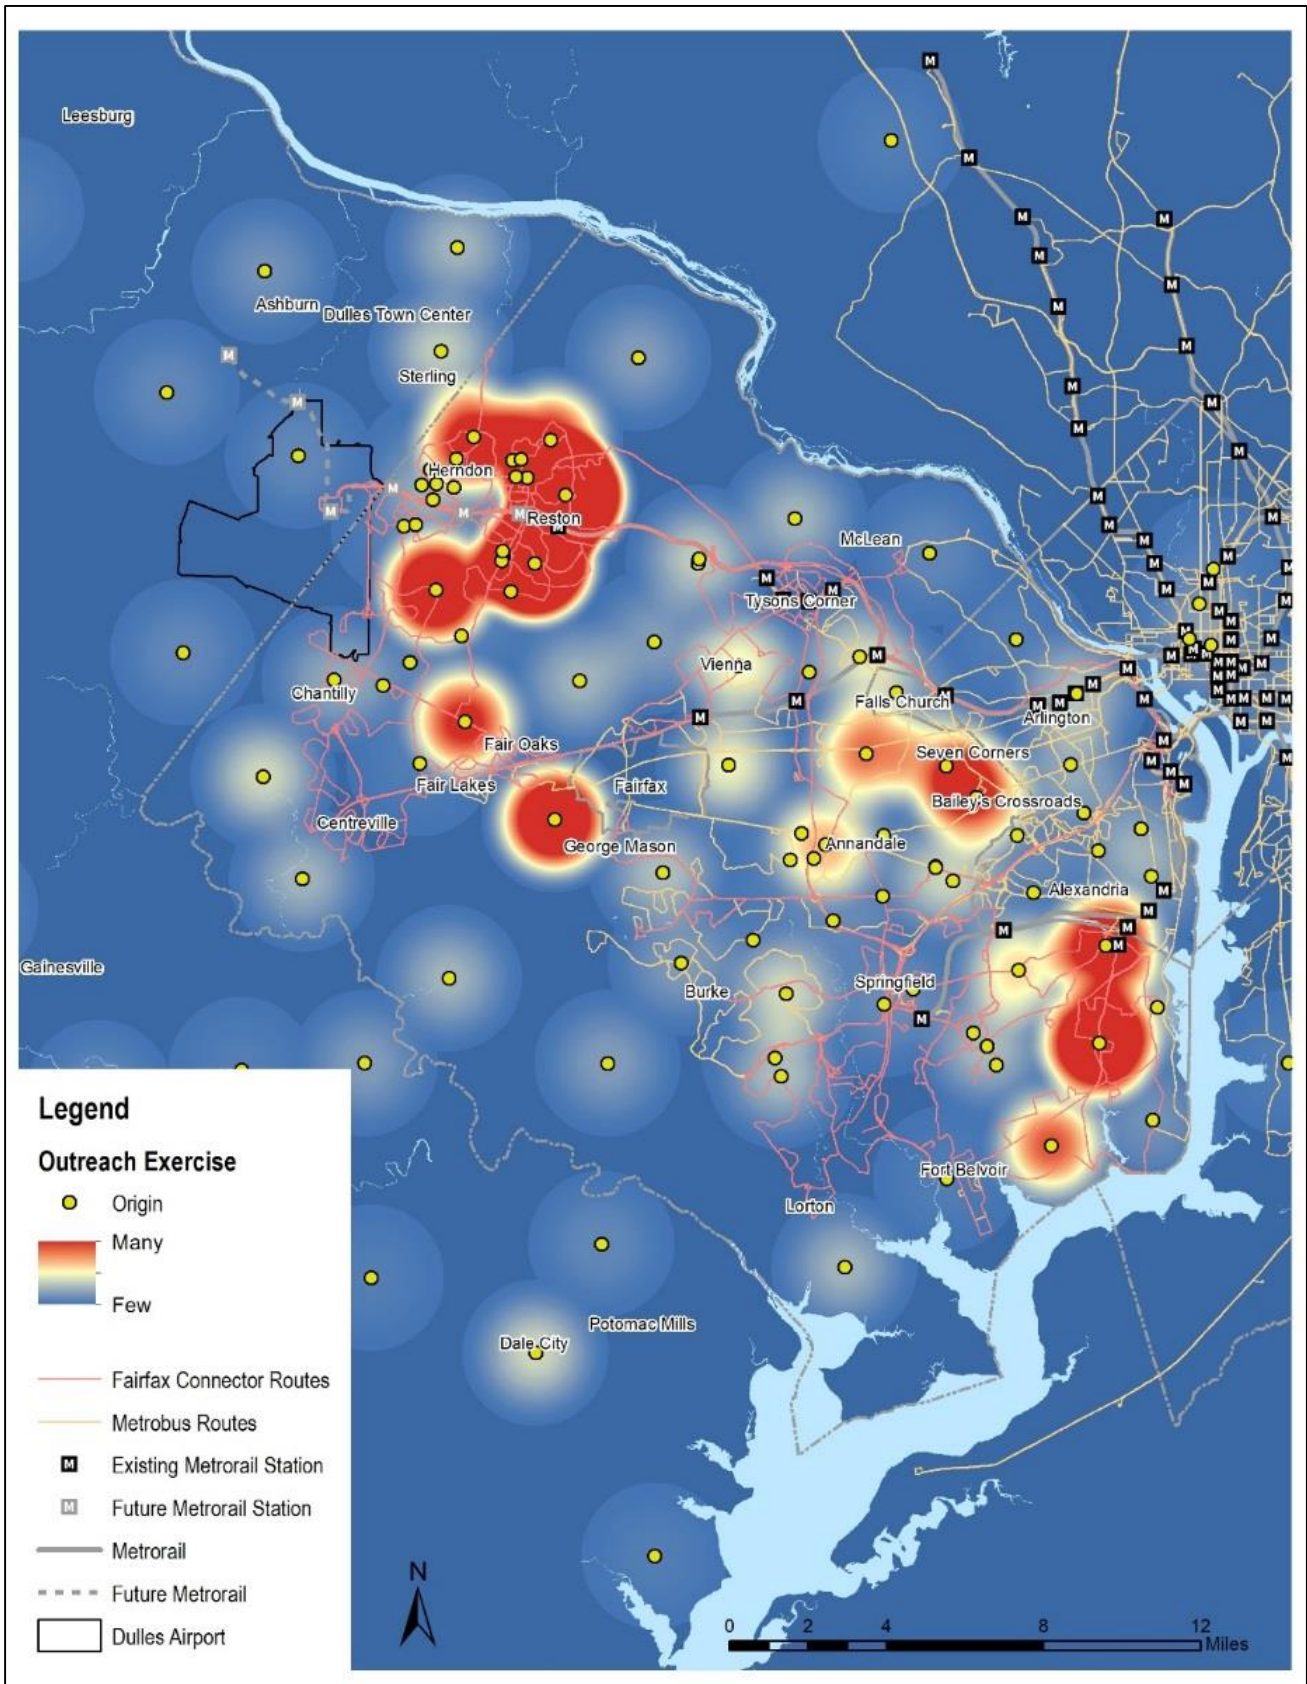 Leesburg
Ashburn
Dulles Town Center
Sterling
Herndon
Reston
McLean
Tysons Corner
Vienna
Chantilly
Falls Church
Arlington
Fair Oaks
Seven Corners
Fair Lakes
Fairfax
Bailey's Crossroads
Centreville
George Mason
Annandale
Alexandria
Gainesville
Burke
Springfield
Fort Belvoir
Lorton
Potomac Mills
Dale City
Legend
Outreach Exercise
Origin
Many
Few
Fairfax Connector Routes
Metrobus Routes
M Existing Metrorail Station
M Future Metrorail Station
Metrorail
Future Metrorail
Dulles Airport
N
0 2 4 8 12
Miles